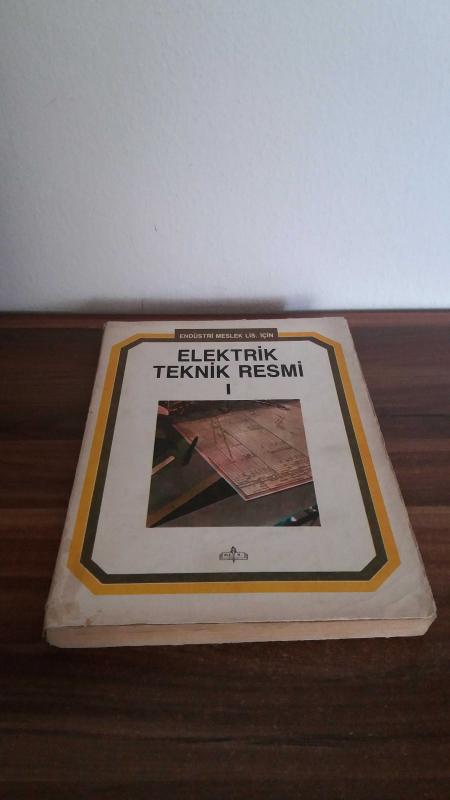 ENDÜSTRİ MESLEK LİS. İÇİN
ELEKTRİK
TEKNİK RESMİ
I